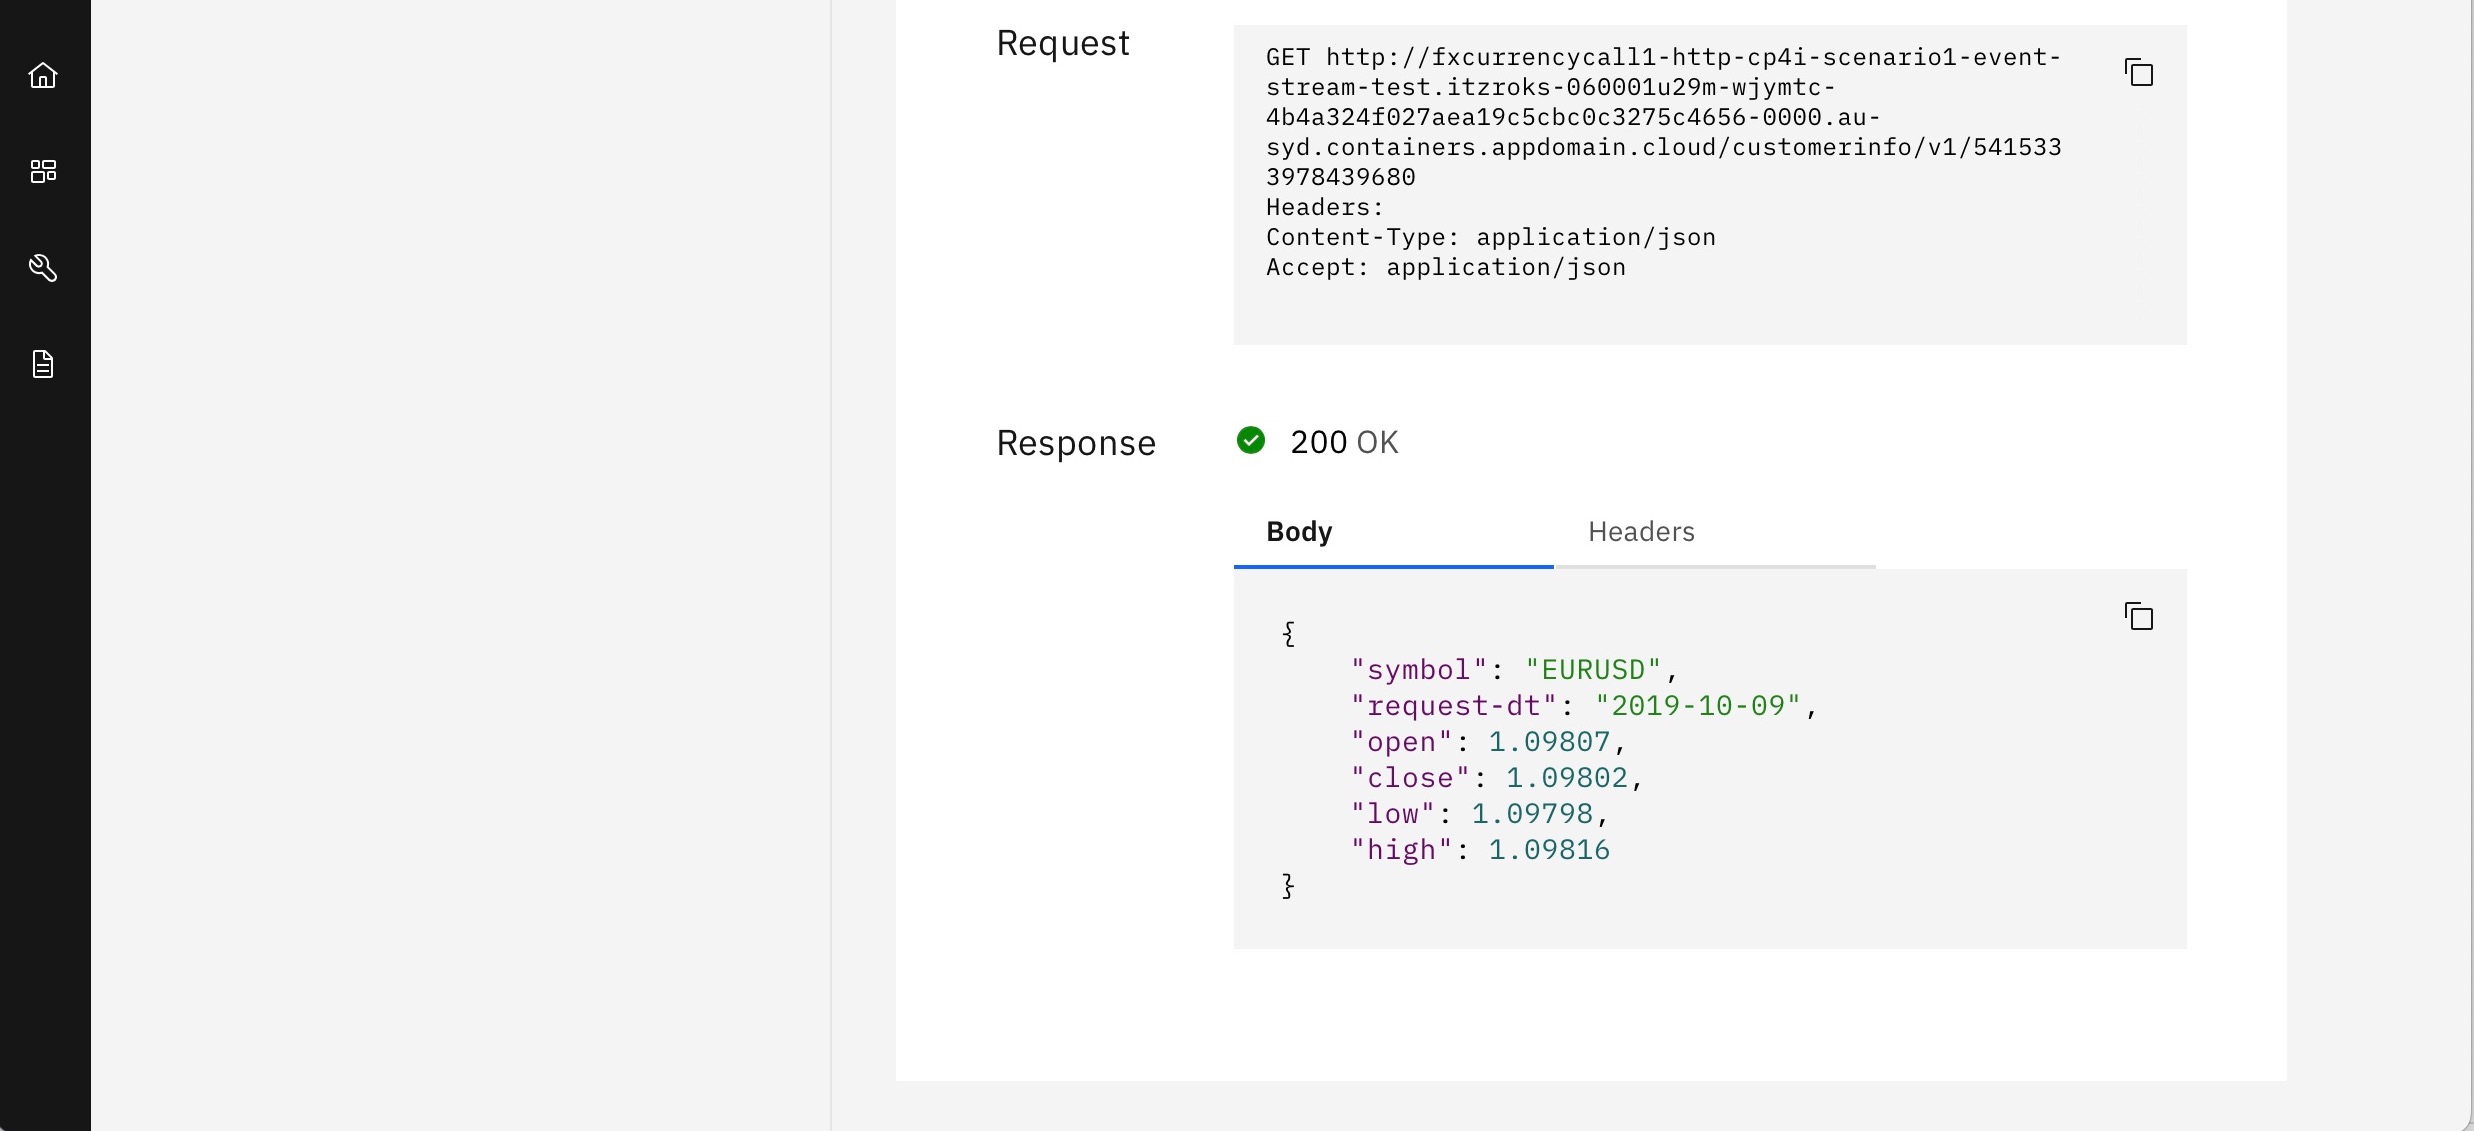 Request
GET http://fxcurrencycall1-http-cp4i-scenario1-event-
stream-test.itzroks-060001u29m-wjymtc-
4b4a324f027aea19c5cbc0c3275c4656-0000.au-
syd.containers.appdomain.cloud/customerinfo/v1/541533
3978439680
Headers:
Content-Type: application/json
Accept: application/json
Response
200 OK
Body
Headers
{
    "symbol": "EURUSD",
    "request-dt": "2019-10-09",
    "open": 1.09807,
    "close": 1.09802,
    "low": 1.09798,
    "high": 1.09816
}